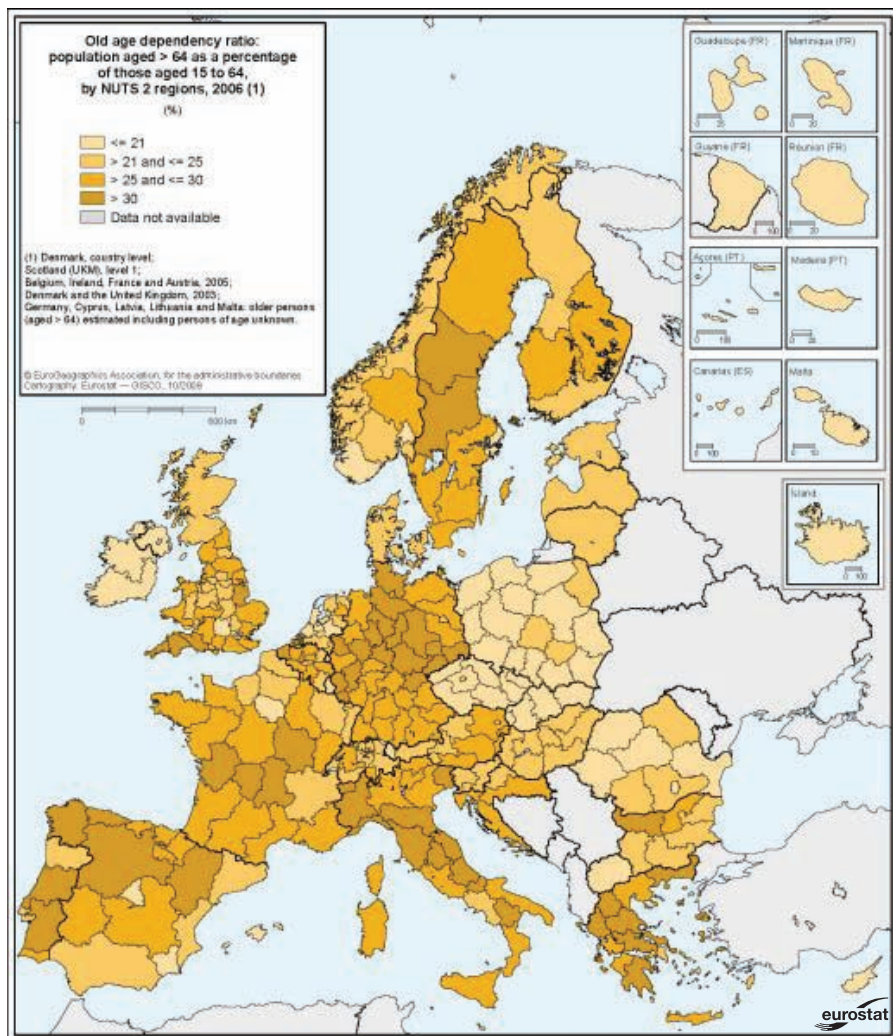 Old age dependency ratio:
population aged > 64 as a percentage
of those aged 15 to 64,
by NUTS 2 regions, 2006 (1)
(%)
<= 21
> 21 and <= 25
> 25 and <= 30
> 30
Data not available
(1) Denmark, country level;
Scotland (UKM), level 1;
Belgium, Ireland, France and Austria, 2005;
Denmark and the United Kingdom, 2003;
Germany, Cyprus, Latvia, Lithuania and Malta: older persons
(aged > 64) estimated including persons of age unknown.
© EuroGeographics Association, for the administrative boundaries
Cartography: Eurostat — GISCO, 10/2008
0 600 km
Guadeloupe (FR)
0 25
Martinique (FR)
0 20
Guyane (FR)
0 100
Réunion (FR)
0 20
Açores (PT)
0 100
Madeira (PT)
0 20
Canarias (ES)
0 100
Malta
0 10
Ísland
0 100
eurostat